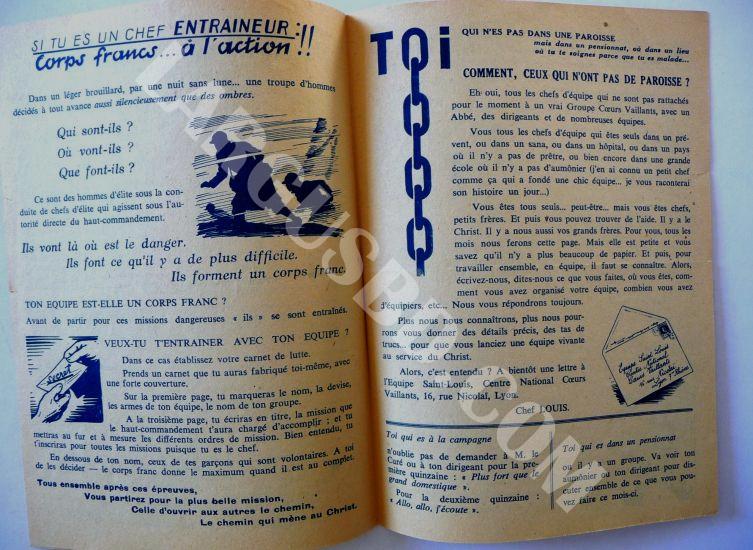 SI TU ES UN CHEF ENTRAINEUR :
Corps francs... à l'action !!
Dans un léger brouillard, par une nuit sans lune... une troupe d'hommes
décidés à tout avance aussi silencieusement que des ombres.
Qui sont-ils ?
Où vont-ils ?
Que font-ils ?
Ce sont des hommes d'élite sous la con-
duite de chefs d'élite qui agissent sous l'au-
torité directe du haut-commandement.
Ils vont là où est le danger.
Ils font ce qu'il y a de plus difficile.
Ils forment un corps franc.
TON EQUIPE EST-ELLE UN CORPS FRANC ?
Avant de partir pour ces missions dangereuses « ils » se sont entraînés.
VEUX-TU T'ENTRAINER AVEC TON EQUIPE ?
Dans ce cas établissez votre carnet de lutte.
Prends un carnet que tu auras fabriqué toi-même, avec
une forte couverture.
Sur la première page, tu marqueras le nom, la devise,
les armes de ton équipe, le nom de ton groupe.
A la troisième page, tu écriras en titre, la mission que
le haut-commandement t'aura chargé d'accomplir ; et tu
mettras au fur et à mesure les différents ordres de mission. Bien entendu, tu
t'inscriras pour toutes les missions puisque tu es le chef.
En dessous de ton nom, ceux de tes garçons qui sont volontaires. A toi
de les décider — le corps franc donne le maximum quand il est au complet.
Tous ensemble après ces épreuves,
Vous partirez pour la plus belle mission,
Celle d'ouvrir aux autres le chemin,
Le chemin qui mène au Christ.
Secret
TOI
QUI N'ES PAS DANS UNE PAROISSE
mais dans un pensionnat, où dans un lieu
où tu te soignes parce que tu es malade...
COMMENT, CEUX QUI N'ONT PAS DE PAROISSE ?
Eh oui, tous les chefs d'équipe qui ne sont pas rattachés
pour le moment à un vrai Groupe Cœurs Vaillants, avec un
Abbé, des dirigeants et de nombreuses équipes.
Vous tous les chefs d'équipe qui êtes seuls dans un pré-
vent, ou dans un sana, ou dans un hôpital, ou dans un pays
où il n'y a pas de prêtre, ou bien encore dans une grande
école où il n'y a pas d'aumônier (j'en ai connu un petit chef
comme ça qui a fondé une chic équipe... je vous raconterai
son histoire un jour...)
Vous êtes tous seuls... peut-être... mais vous êtes chefs,
petits frères. Et puis vous pouvez trouver de l'aide. Il y a le
Christ. Il y a nous aussi vos grands frères. Pour vous, tous les
mois nous ferons cette page. Mais elle est petite et vous
savez qu'il n'y a plus beaucoup de papier. Et puis, pour
travailler ensemble, en équipe, il faut se connaître. Alors,
écrivez-nous, dites-nous ce que vous faites, où vous êtes, com-
ment vous avez organisé votre équipe, combien vous avez
d'équipiers, etc... Nous vous répondrons toujours.
Plus nous nous connaîtrons, plus nous pour-
rons vous donner des détails précis, des tas de
trucs... pour que vous lanciez une équipe vivante
au service du Christ.
Alors, c'est entendu ? A bientôt une lettre à
l'Equipe Saint-Louis, Centre National Cœurs
Vaillants, 16, rue Nicolaï, Lyon.
Chef LOUIS.
Equipe Saint Louis
Centre National
Cœurs Vaillants
16 rue Nicolaï
Lyon
Rhône
Toi qui es à la campagne
n'oublie pas de demander à M. le
Curé ou à ton dirigeant pour la pre-
mière quinzaine : « Plus fort que le
grand domestique ».
Pour la deuxième quinzaine :
« Allo, allo, j'écoute ».
Toi qui es dans un pensionnat
ou il y a un groupe. Va voir ton
aumônier ou ton dirigeant pour dis-
cuter ensemble de ce que vous pou-
vez faire ce mois-ci.
LARGUSDELP.COM